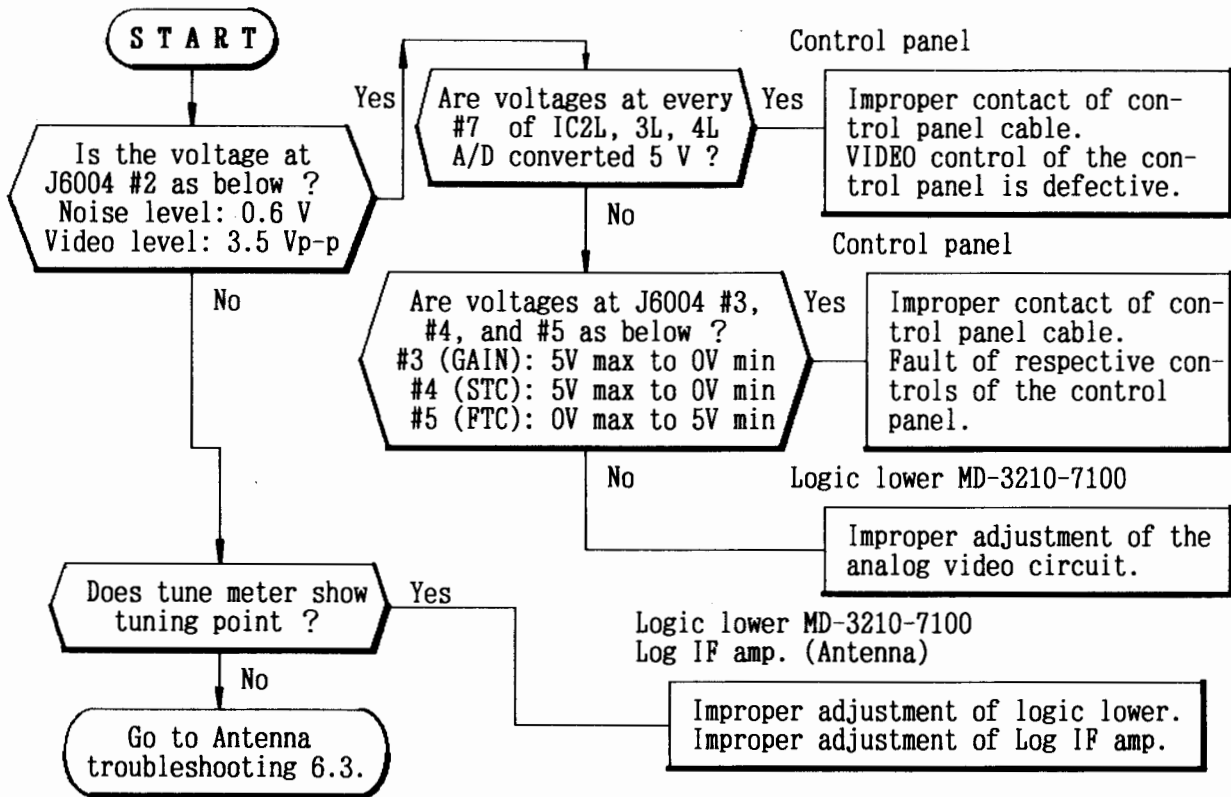 S T A R T
Is the voltage at
J6004 #2 as below ?
Noise level: 0.6 V
Video level: 3.5 Vp-p
Yes
No
Are voltages at every
#7 of IC2L, 3L, 4L
A/D converted 5 V ?
Yes
No
Control panel
Improper contact of con-
trol panel cable.
VIDEO control of the con-
trol panel is defective.
Are voltages at J6004 #3,
#4, and #5 as below ?
#3 (GAIN): 5V max to 0V min
#4 (STC): 5V max to 0V min
#5 (FTC): 0V max to 5V min
Yes
No
Control panel
Improper contact of con-
trol panel cable.
Fault of respective con-
trols of the control
panel.
Logic lower MD-3210-7100
Improper adjustment of the
analog video circuit.
Does tune meter show
tuning point ?
Yes
No
Logic lower MD-3210-7100
Log IF amp. (Antenna)
Improper adjustment of logic lower.
Improper adjustment of Log IF amp.
Go to Antenna
troubleshooting 6.3.